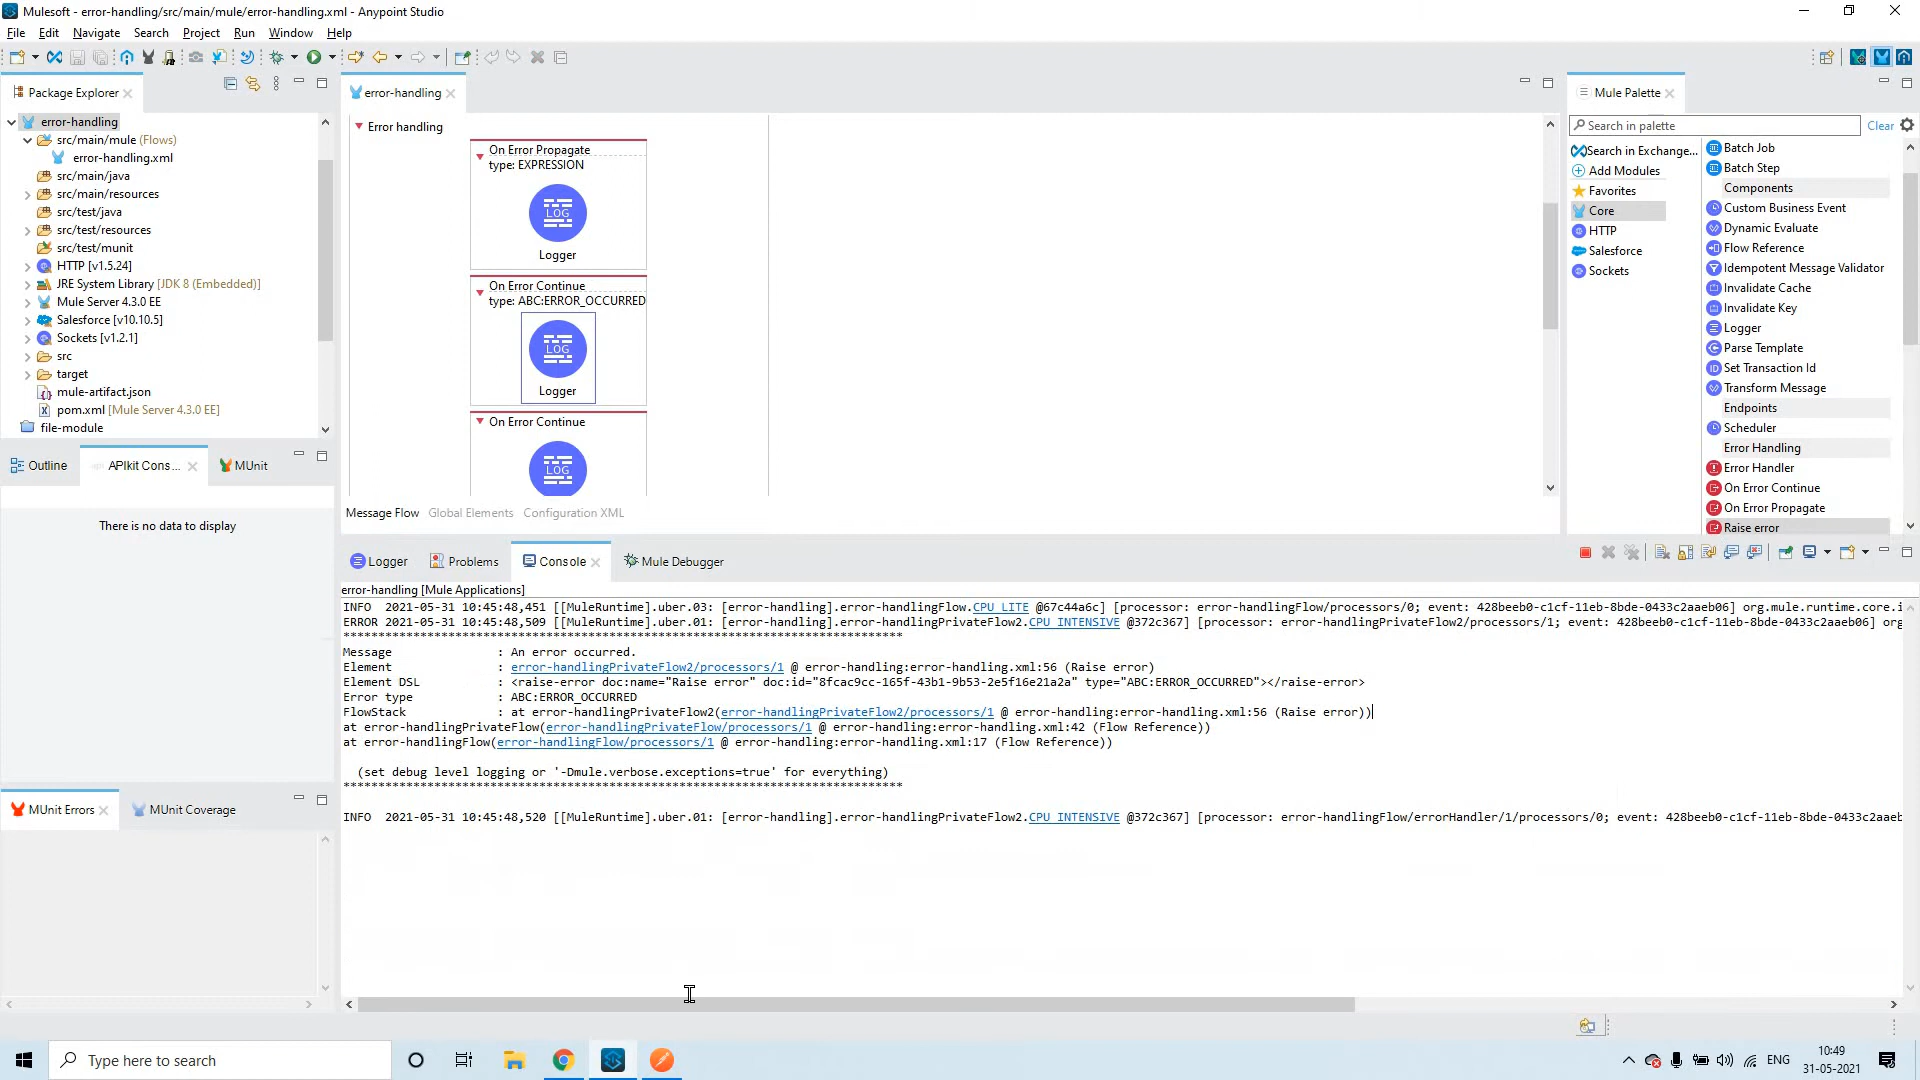 Mulesoft - error-handling/src/main/mule/error-handling.xml - Anypoint Studio
File Edit Navigate Search Project Run Window Help
Package Explorer
error-handling
src/main/mule (Flows)
error-handling.xml
src/main/java
src/main/resources
src/test/java
src/test/resources
src/test/munit
HTTP [v1.5.24]
JRE System Library [JDK 8 (Embedded)]
Mule Server 4.3.0 EE
Salesforce [v10.10.5]
Sockets [v1.2.1]
src
target
mule-artifact.json
pom.xml [Mule Server 4.3.0 EE]
file-module
Outline
APIkit Cons...
MUnit
There is no data to display
MUnit Errors
MUnit Coverage
error-handling
Error handling
On Error Propagate
type: EXPRESSION
LOG
Logger
On Error Continue
type: ABC:ERROR_OCCURRED
LOG
Logger
On Error Continue
LOG
Message Flow Global Elements Configuration XML
Mule Palette
Search in palette
Clear
Search in Exchange...
Add Modules
Favorites
Core
HTTP
Salesforce
Sockets
Batch Job
Batch Step
Components
Custom Business Event
Dynamic Evaluate
Flow Reference
Idempotent Message Validator
Invalidate Cache
Invalidate Key
Logger
Parse Template
Set Transaction Id
Transform Message
Endpoints
Scheduler
Error Handling
Error Handler
On Error Continue
On Error Propagate
Raise error
Logger
Problems
Console
Mule Debugger
error-handling [Mule Applications]
INFO 2021-05-31 10:45:48,451 [[MuleRuntime].uber.03: [error-handling].error-handlingFlow.CPU_LITE @67c44a6c] [processor: error-handlingFlow/processors/0; event: 428beeb0-c1cf-11eb-8bde-0433c2aaeb06] org.mule.runtime.core.i
ERROR 2021-05-31 10:45:48,509 [[MuleRuntime].uber.01: [error-handling].error-handlingPrivateFlow2.CPU_INTENSIVE @372c367] [processor: error-handlingPrivateFlow2/processors/1; event: 428beeb0-c1cf-11eb-8bde-0433c2aaeb06] org
********************************************************************************
Message : An error occurred.
Element : error-handlingPrivateFlow2/processors/1 @ error-handling:error-handling.xml:56 (Raise error)
Element DSL : <raise-error doc:name="Raise error" doc:id="8fcac9cc-165f-43b1-9b53-2e5f16e21a2a" type="ABC:ERROR_OCCURRED"></raise-error>
Error type : ABC:ERROR_OCCURRED
FlowStack : at error-handlingPrivateFlow2(error-handlingPrivateFlow2/processors/1 @ error-handling:error-handling.xml:56 (Raise error))
at error-handlingPrivateFlow(error-handlingPrivateFlow/processors/1 @ error-handling:error-handling.xml:42 (Flow Reference))
at error-handlingFlow(error-handlingFlow/processors/1 @ error-handling:error-handling.xml:17 (Flow Reference))
(set debug level logging or '-Dmule.verbose.exceptions=true' for everything)
********************************************************************************
INFO 2021-05-31 10:45:48,520 [[MuleRuntime].uber.01: [error-handling].error-handlingPrivateFlow2.CPU_INTENSIVE @372c367] [processor: error-handlingFlow/errorHandler/1/processors/0; event: 428beeb0-c1cf-11eb-8bde-0433c2aaeb
Type here to search
ENG
10:49
31-05-2021